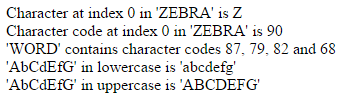 Character at index 0 in 'ZEBRA' is Z
Character code at index 0 in 'ZEBRA' is 90
'WORD' contains character codes 87, 79, 82 and 68
'AbCdEfG' in lowercase is 'abcdefg'
'AbCdEfG' in uppercase is 'ABCDEFG'